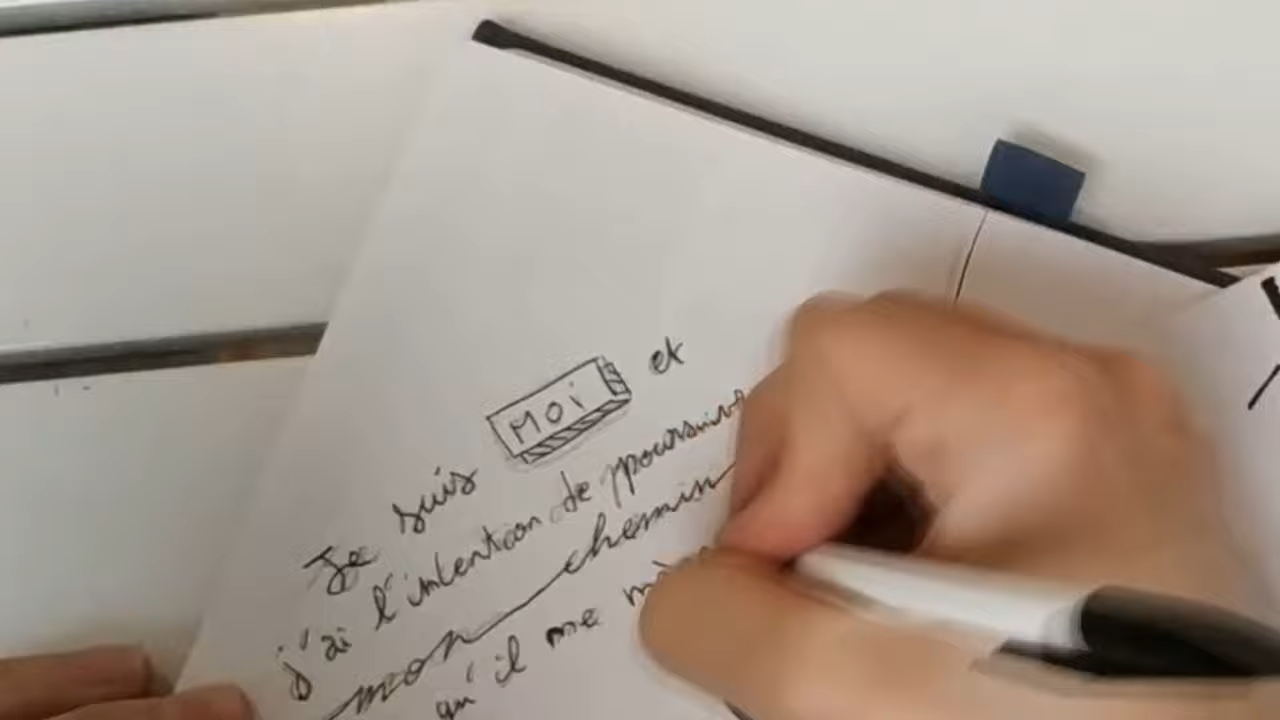 Je suis MOi et
j'ai l'intention de poursuivre
mon chemin
qu'il me